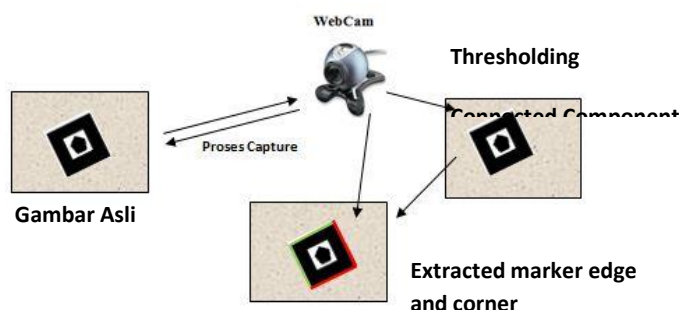 WebCam
Thresholding
Connected Component
Proses Capture
Gambar Asli
Extracted marker edge
and corner